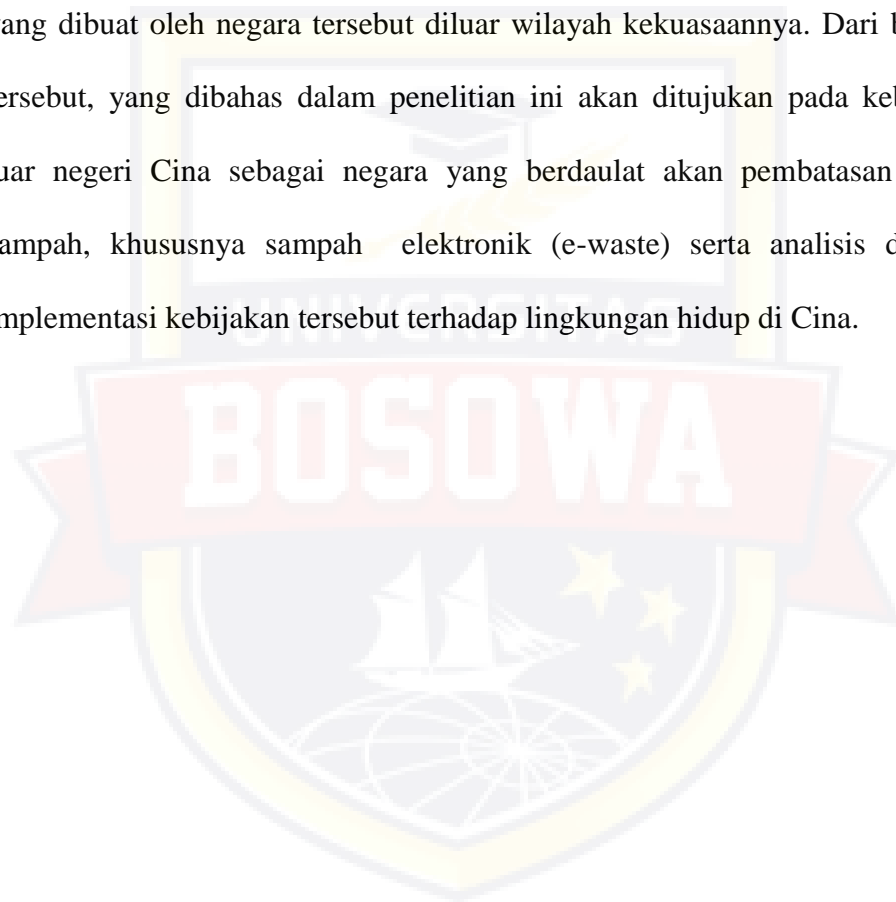 yang dibuat oleh negara tersebut diluar wilayah kekuasaannya. Dari
tersebut, yang dibahas dalam penelitian ini akan ditujukan pada
luar negeri Cina sebagai negara yang berdaulat akan pembatasan
sampah, khususnya sampah elektronik (e-waste) serta analisis
implementasi kebijakan tersebut terhadap lingkungan hidup di Cina.
UNIVERSITAS
BOSOWA